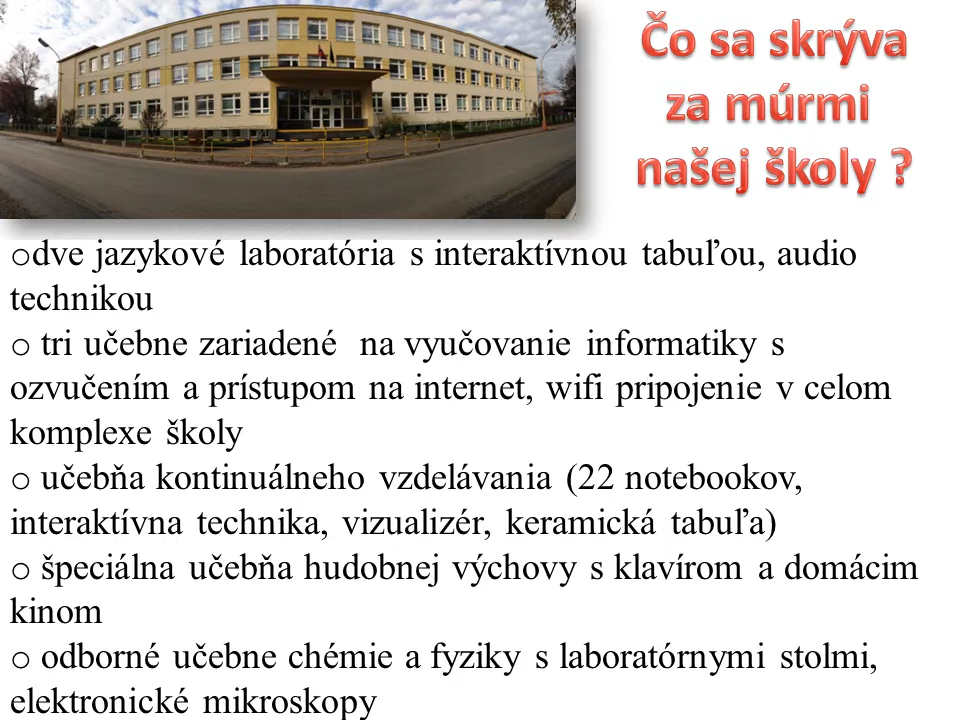 Čo sa skrýva
za múrmi
našej školy ?
odve jazykové laboratória s interaktívnou tabuľou, audio
technikou
o tri učebne zariadené  na vyučovanie informatiky s
ozvučením a prístupom na internet, wifi pripojenie v celom
komplexe školy
o učebňa kontinuálneho vzdelávania (22 notebookov,
interaktívna technika, vizualizér, keramická tabuľa)
o špeciálna učebňa hudobnej výchovy s klavírom a domácim
kinom
o odborné učebne chémie a fyziky s laboratórnymi stolmi,
elektronické mikroskopy